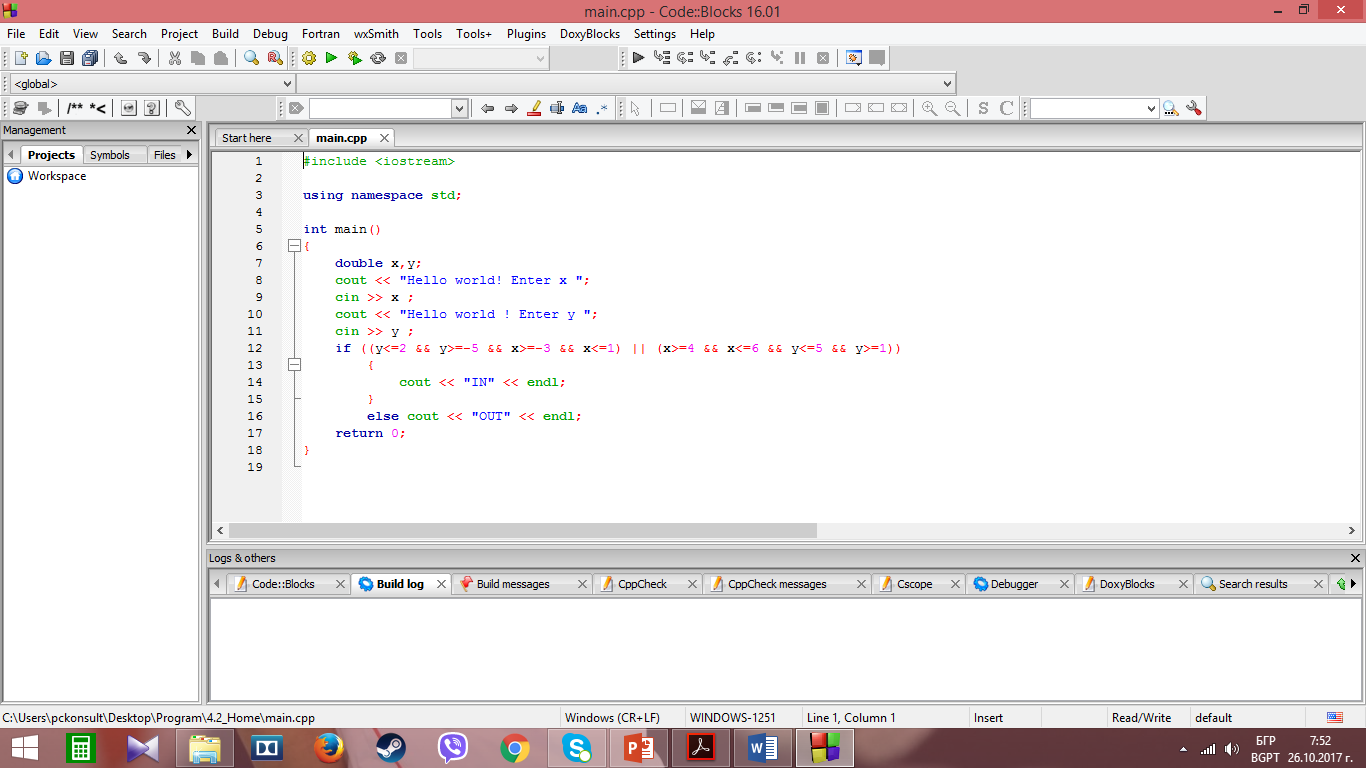 main.cpp - Code::Blocks 16.01
File Edit View Search Project Build Debug Fortran wxSmith Tools Tools+ Plugins DoxyBlocks Settings Help
<global>
/** *<
Management
Projects Symbols Files
Workspace
Start here main.cpp
1 #include <iostream>
2
3 using namespace std;
4
5 int main()
6 {
7 double x,y;
8 cout << "Hello world! Enter x ";
9 cin >> x ;
10 cout << "Hello world ! Enter y ";
11 cin >> y ;
12 if ((y<=2 && y>=-5 && x>=-3 && x<=1) || (x>=4 && x<=6 && y<=5 && y>=1))
13 {
14 cout << "IN" << endl;
15 }
16 else cout << "OUT" << endl;
17 return 0;
18 }
19
Logs & others
Code::Blocks Build log Build messages CppCheck CppCheck messages Cscope Debugger DoxyBlocks Search results
C:\Users\pckonsult\Desktop\Program\4.2_Home\main.cpp Windows (CR+LF) WINDOWS-1251 Line 1, Column 1 Insert Read/Write default
БГР 7:52
BGPT 26.10.2017 г.